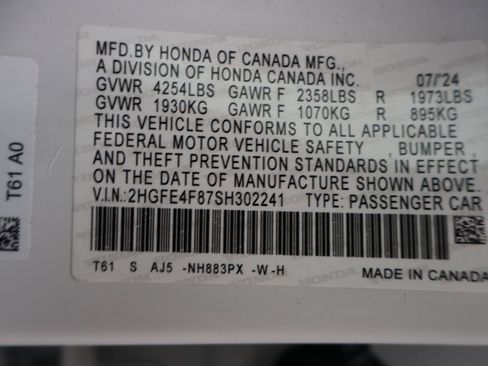 MFD.BY HONDA OF CANADA MFG.,
A DIVISION OF HONDA CANADA INC. 07/'24
GVWR 4254LBS GAWR F 2358LBS R 1973LBS
GVWR 1930KG GAWR F 1070KG R 895KG
THIS VEHICLE CONFORMS TO ALL APPLICABLE
FEDERAL MOTOR VEHICLE SAFETY , BUMPER ,
AND THEFT PREVENTION STANDARDS IN EFFECT
ON THE DATE OF MANUFACTURE SHOWN ABOVE.
V.I.N.:2HGFE4F87SH302241 TYPE: PASSENGER CAR
T61 S AJ5 -NH883PX -W-H
MADE IN CANADA
T61 A0